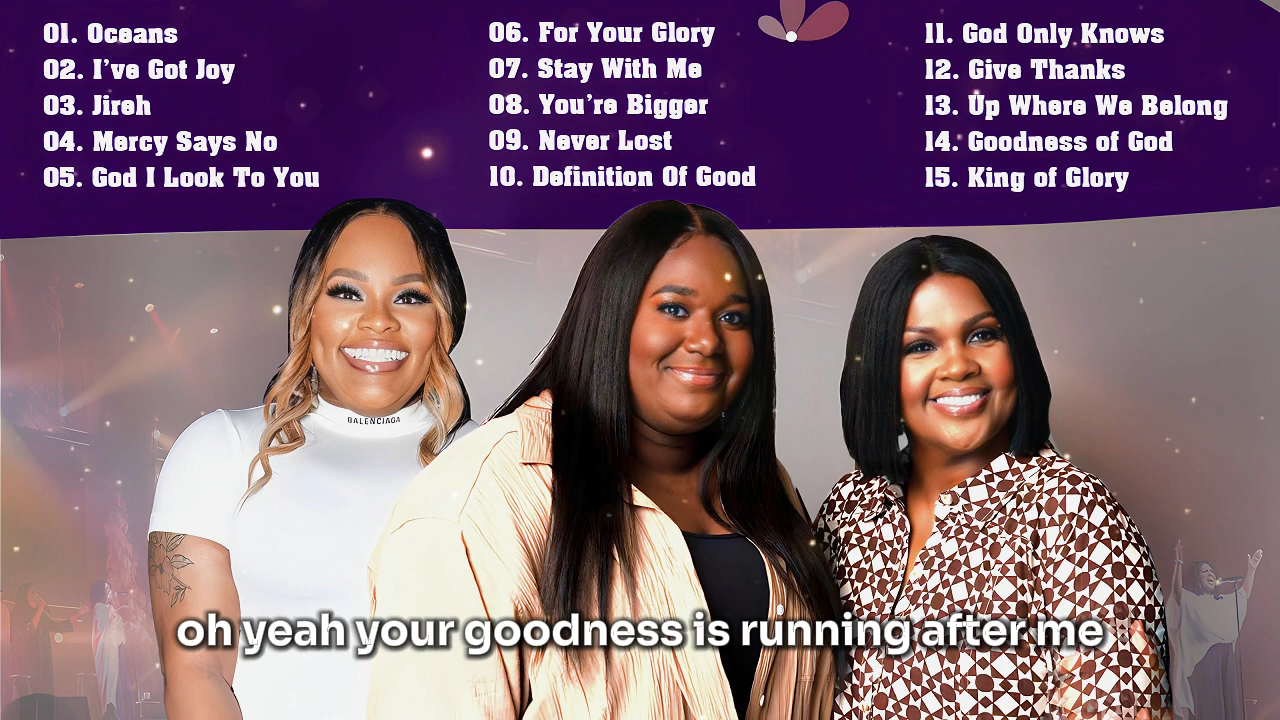 01. Oceans
02. I've Got Joy
03. Jireh
04. Mercy Says No
05. God I Look To You
06. For Your Glory
07. Stay With Me
08. You're Bigger
09. Never Lost
10. Definition Of Good
11. God Only Knows
12. Give Thanks
13. Up Where We Belong
14. Goodness of God
15. King of Glory
BALENCIAGA
oh yeah your goodness is running after me